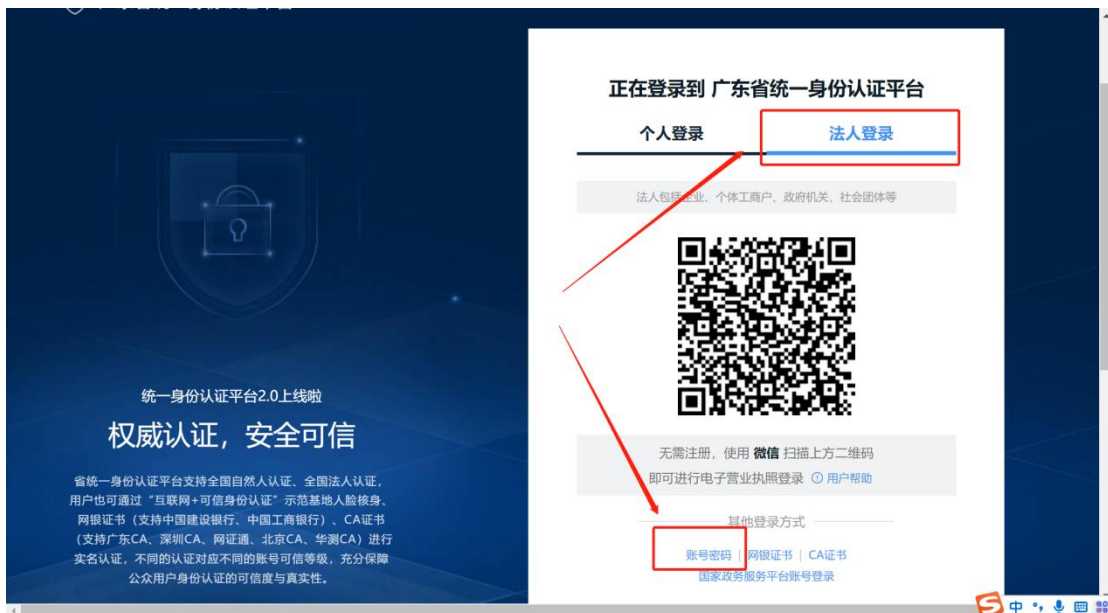 正在登录到 广东省统一身份认证平台
个人登录
法人登录
法人包括企业、个体工商户、政府机关、社会团体等
无需注册，使用 微信 扫描上方二维码
即可进行电子营业执照登录 用户帮助
其他登录方式
账号密码 | 网银证书 | CA证书
国家政务服务平台账号登录
统一身份认证平台2.0上线啦
权威认证，安全可信
省统一身份认证平台支持全国自然人认证、全国法人认证，
用户也可通过“互联网+可信身份认证”示范基地人脸核身、
网银证书（支持中国建设银行、中国工商银行）、CA证书
（支持广东CA、深圳CA、网证通、北京CA、华测CA）进行
实名认证，不同的认证对应不同的账号可信等级，充分保障
公众用户身份认证的可信度与真实性。
中